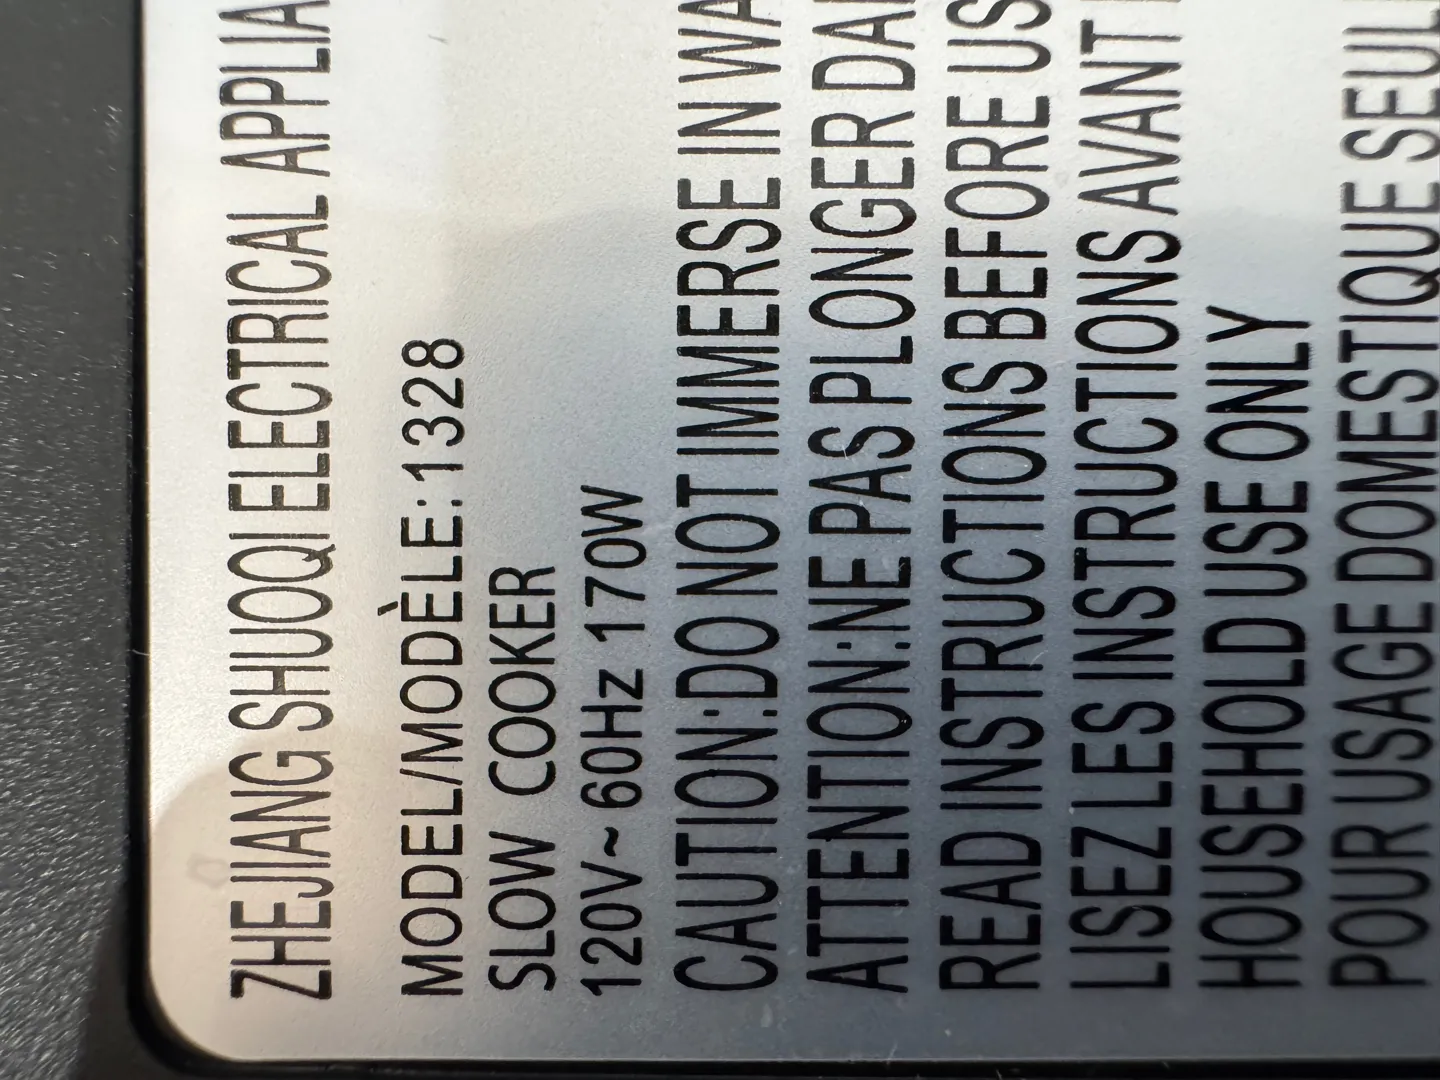 ZHEJIANG SHUOQI ELECTRICAL APPLIA
MODEL/MODÈLE:1328
SLOW COOKER
120V~ 60Hz 170W
CAUTION:DO NOT IMMERSE IN WA
ATTENTION:NE PAS PLONGER DA
READ INSTRUCTIONS BEFORE US
LISEZ LES INSTRUCTIONS AVANT
HOUSEHOLD USE ONLY
POUR USAGE DOMESTIQUE SEUL